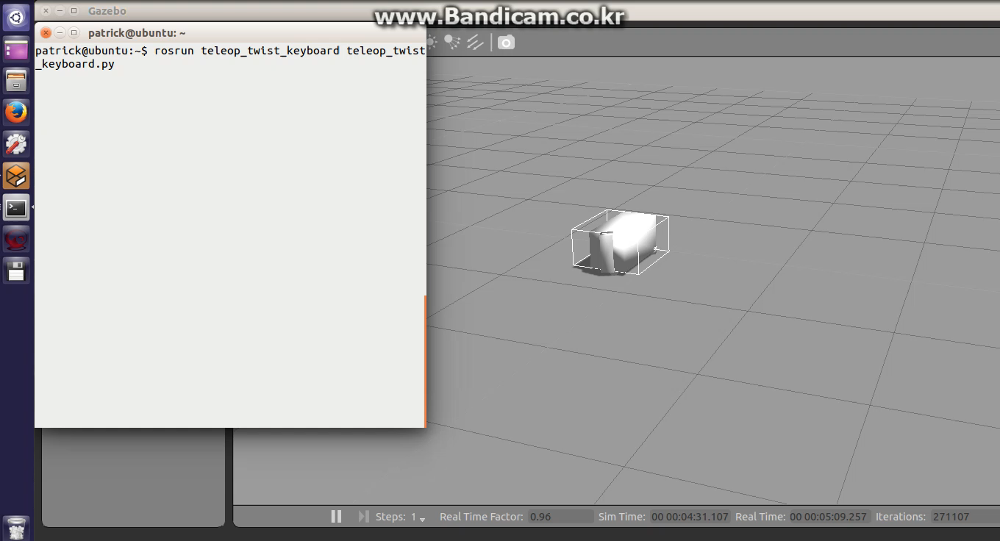 Gazebo
www.Bandicam.co.kr
patrick@ubuntu: ~
patrick@ubuntu:~$ rosrun teleop_twist_keyboard teleop_twist
_keyboard.py
Steps: 1 Real Time Factor: 0.96 Sim Time: 00 00:04:31.107 Real Time: 00 00:05:09.257 Iterations: 271107